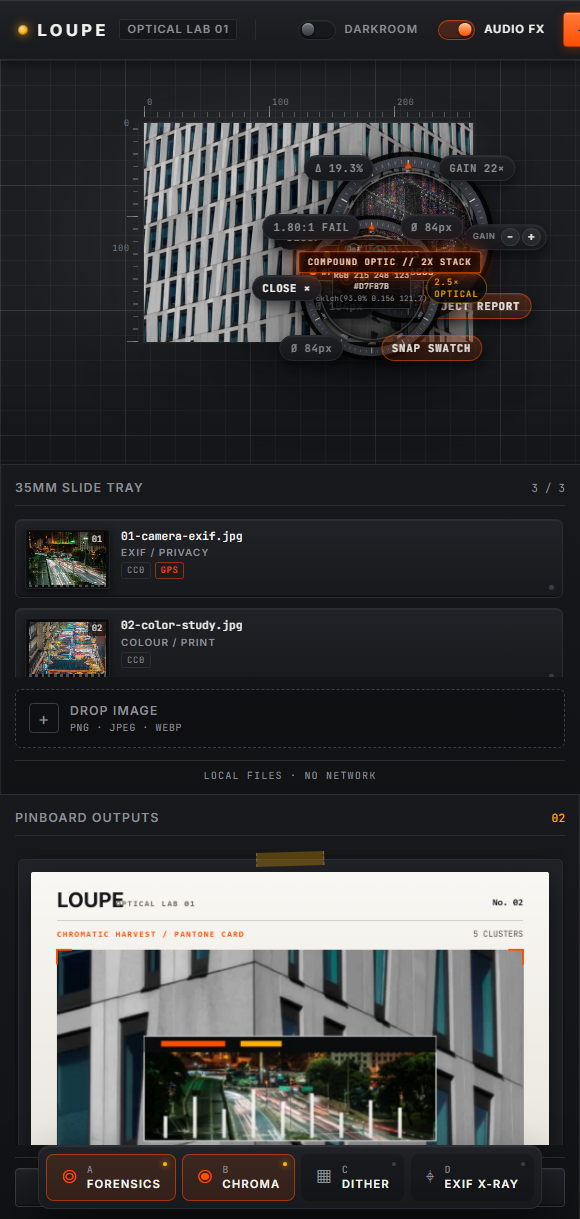 LOUPE OPTICAL LAB 01 DARKROOM AUDIO FX
0 100 200
0
Δ 19.3% GAIN 22×
1.80:1 FAIL Ø 84px
GAIN − +
100
COMPOUND OPTIC // 2X STACK
RGB 215 248 123
#D7F87B
CLOSE ✖
2.5×
OPTICAL
oklch(93.0% 0.156 121.7)
JECT REPORT
Ø 84px SNAP SWATCH
35MM SLIDE TRAY 3 / 3
01
01-camera-exif.jpg
EXIF / PRIVACY
CC0 GPS
02
02-color-study.jpg
COLOUR / PRINT
CC0
+ DROP IMAGE
PNG · JPEG · WEBP
LOCAL FILES · NO NETWORK
PINBOARD OUTPUTS 02
LOUPE OPTICAL LAB 01 No. 02
CHROMATIC HARVEST / PANTONE CARD 5 CLUSTERS
A FORENSICS
B CHROMA
C DITHER
D EXIF X-RAY